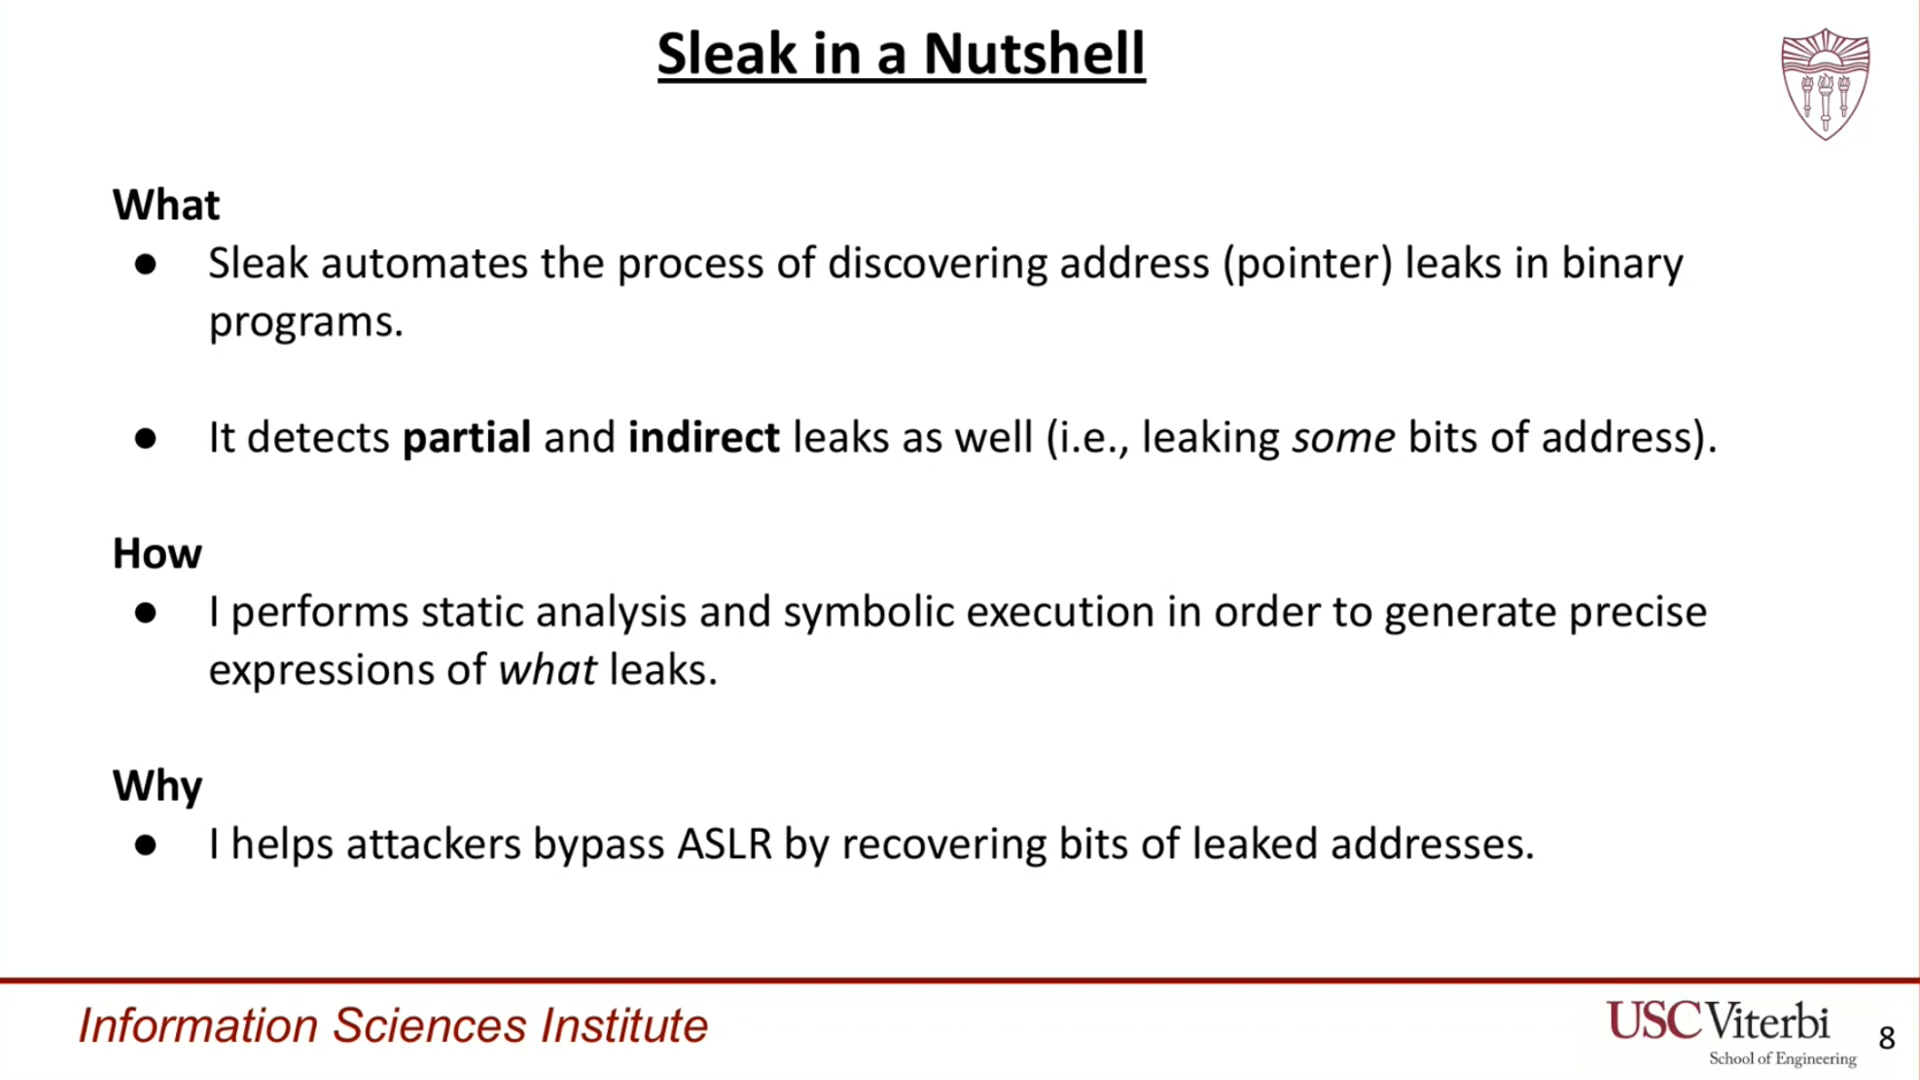 Sleak in a Nutshell
What
● Sleak automates the process of discovering address (pointer) leaks in binary
programs.
● It detects partial and indirect leaks as well (i.e., leaking some bits of address).
How
● I performs static analysis and symbolic execution in order to generate precise
expressions of what leaks.
Why
● I helps attackers bypass ASLR by recovering bits of leaked addresses.
Information Sciences Institute
USC Viterbi
School of Engineering
8